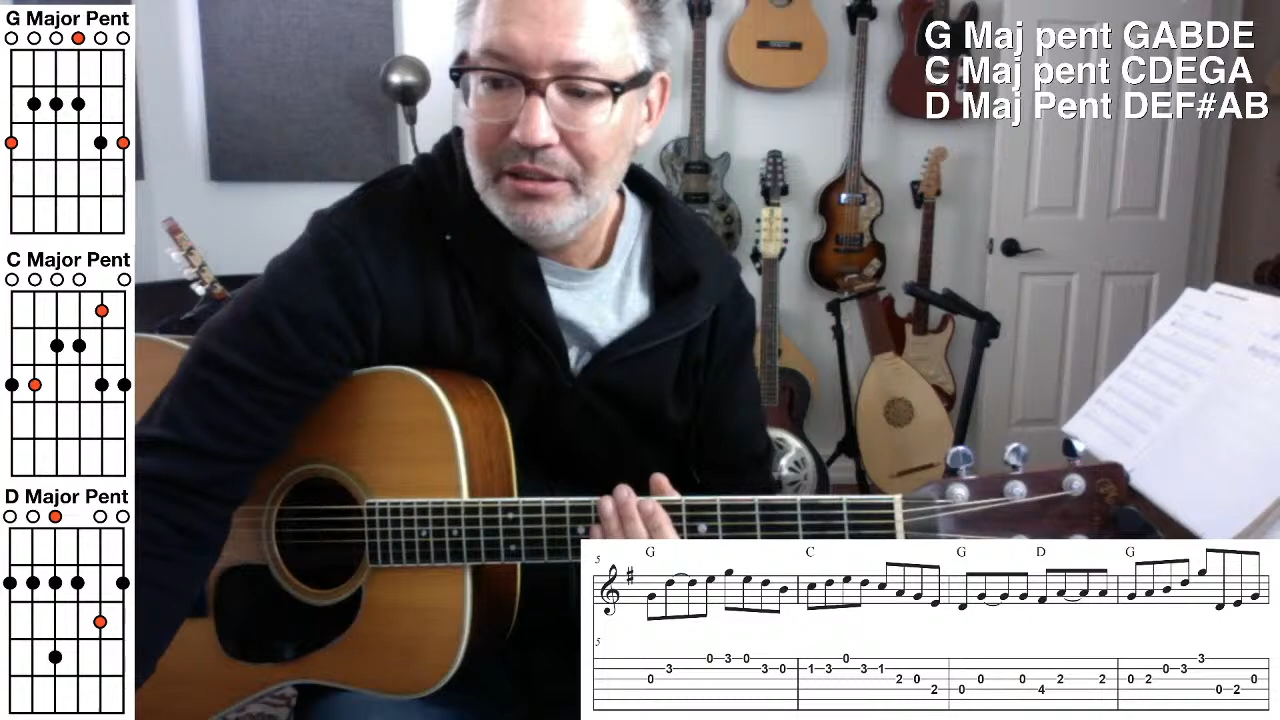 G Major Pent
C Major Pent
D Major Pent
G Maj pent GABDE
C Maj pent CDEGA
D Maj Pent DEF#AB
5 G C G D G
5
0 3 0 3 0 3 0 1 3 0 3 1 2 0 2 0 0 0 4 2 2 0 2 0 3 3 0 2 0